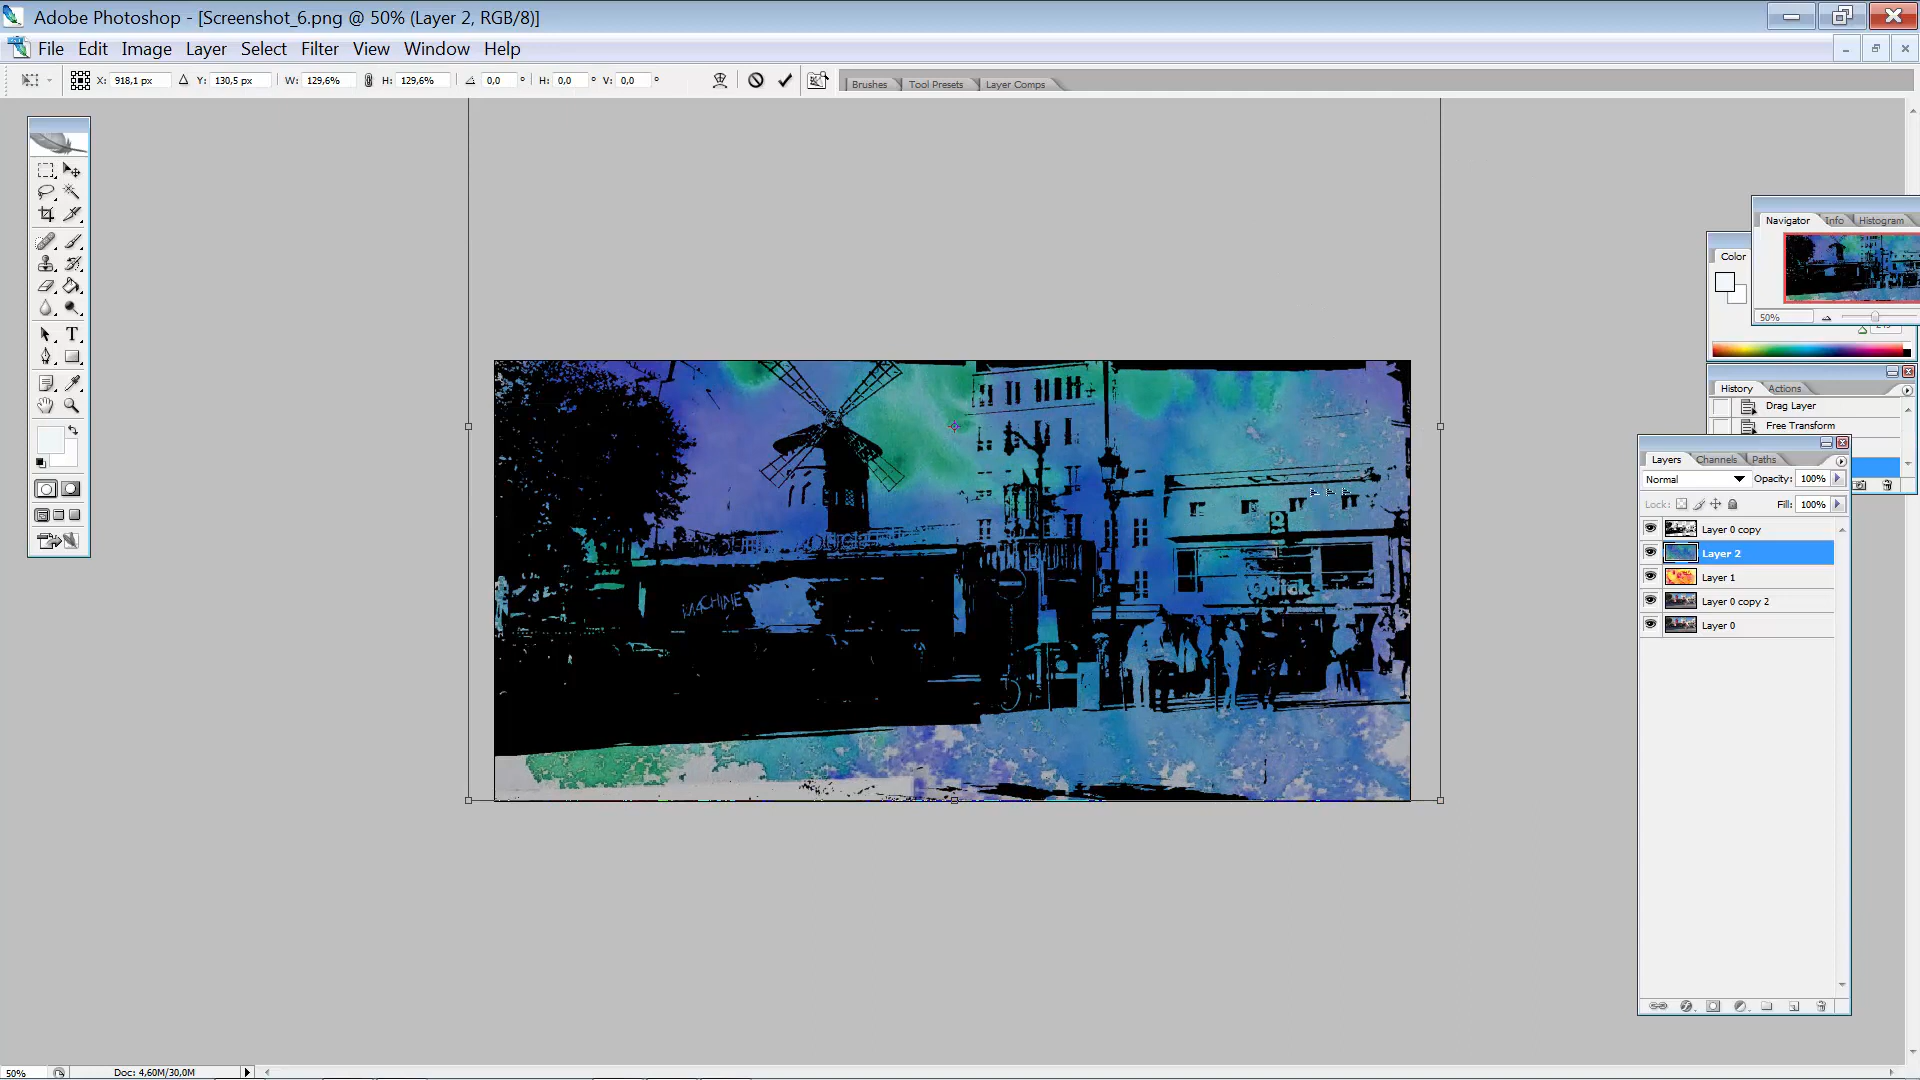 Adobe Photoshop - [Screenshot_6.png @ 50% (Layer 2, RGB/8)]
File Edit Image Layer Select Filter View Window Help
X: 918,1 px Y: 130,5 px W: 129,6% H: 129,6% 0,0 ° H: 0,0 ° V: 0,0 °
Brushes Tool Presets Layer Comps
Navigator Info Histogram
Color
50%
History Actions
Drag Layer
Free Transform
Layers Channels Paths
Normal Opacity: 100%
Lock: Fill: 100%
Layer 0 copy
Layer 2
Layer 1
Layer 0 copy 2
Layer 0
MACHINE
Quick
50% Doc: 4,60M/30,0M